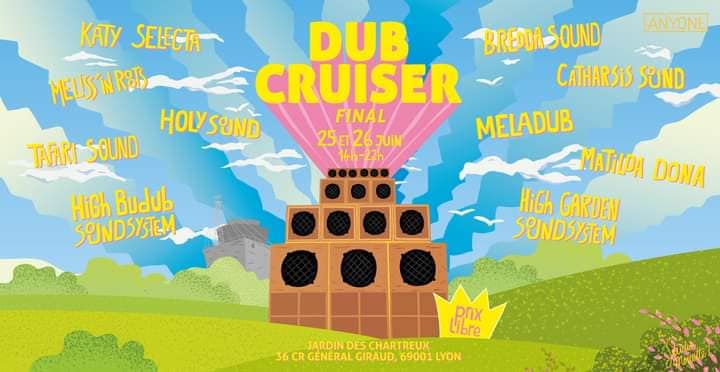 ANYONE
DUB
CRUISER
FINAL
25 ET 26 JUIN
14h-22h
KATY SELECTA
MELISS'IN ROOTS
HOLY SOUND
TAFARI SOUND
HIGH BUDUB
SOUNDSYSTEM
BREDDA SOUND
CATHARSIS SOUND
MELADUB
MATILDA DONA
HIGH GARDEN
SOUNDSYSTEM
PRIX
LIBRE
JARDIN DES CHARTREUX
36 CR GÉNÉRAL GIRAUD, 69001 LYON